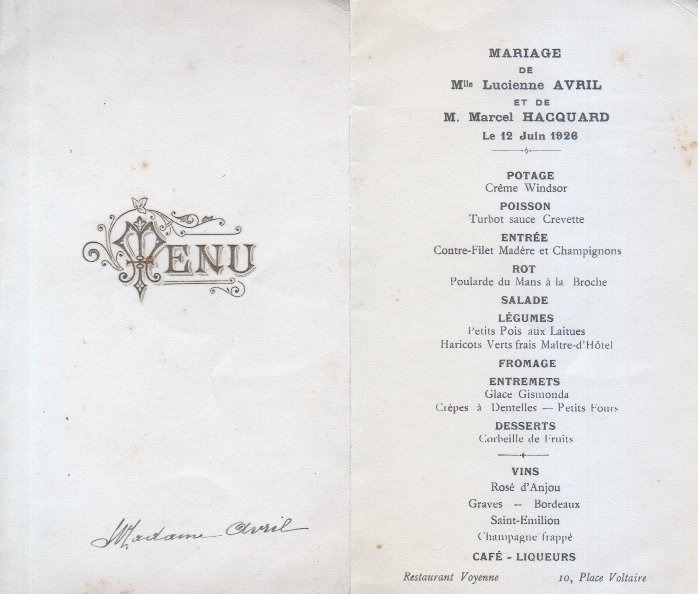 MENU
Madame Avril
MARIAGE
DE
Mlle Lucienne AVRIL
ET DE
M. Marcel HACQUARD
Le 12 Juin 1926
POTAGE
Crême Windsor
POISSON
Turbot sauce Crevette
ENTRÉE
Contre-Filet Madère et Champignons
ROT
Poularde du Mans à la Broche
SALADE
LÉGUMES
Petits Pois aux Laitues
Haricots Verts frais Maître-d'Hôtel
FROMAGE
ENTREMETS
Glace Gismonda
Crêpes à Dentelles — Petits Fours
DESSERTS
Corbeille de Fruits
VINS
Rosé d'Anjou
Graves -- Bordeaux
Saint-Emilion
Champagne frappé
CAFÉ - LIQUEURS
Restaurant Voyenne 10, Place Voltaire